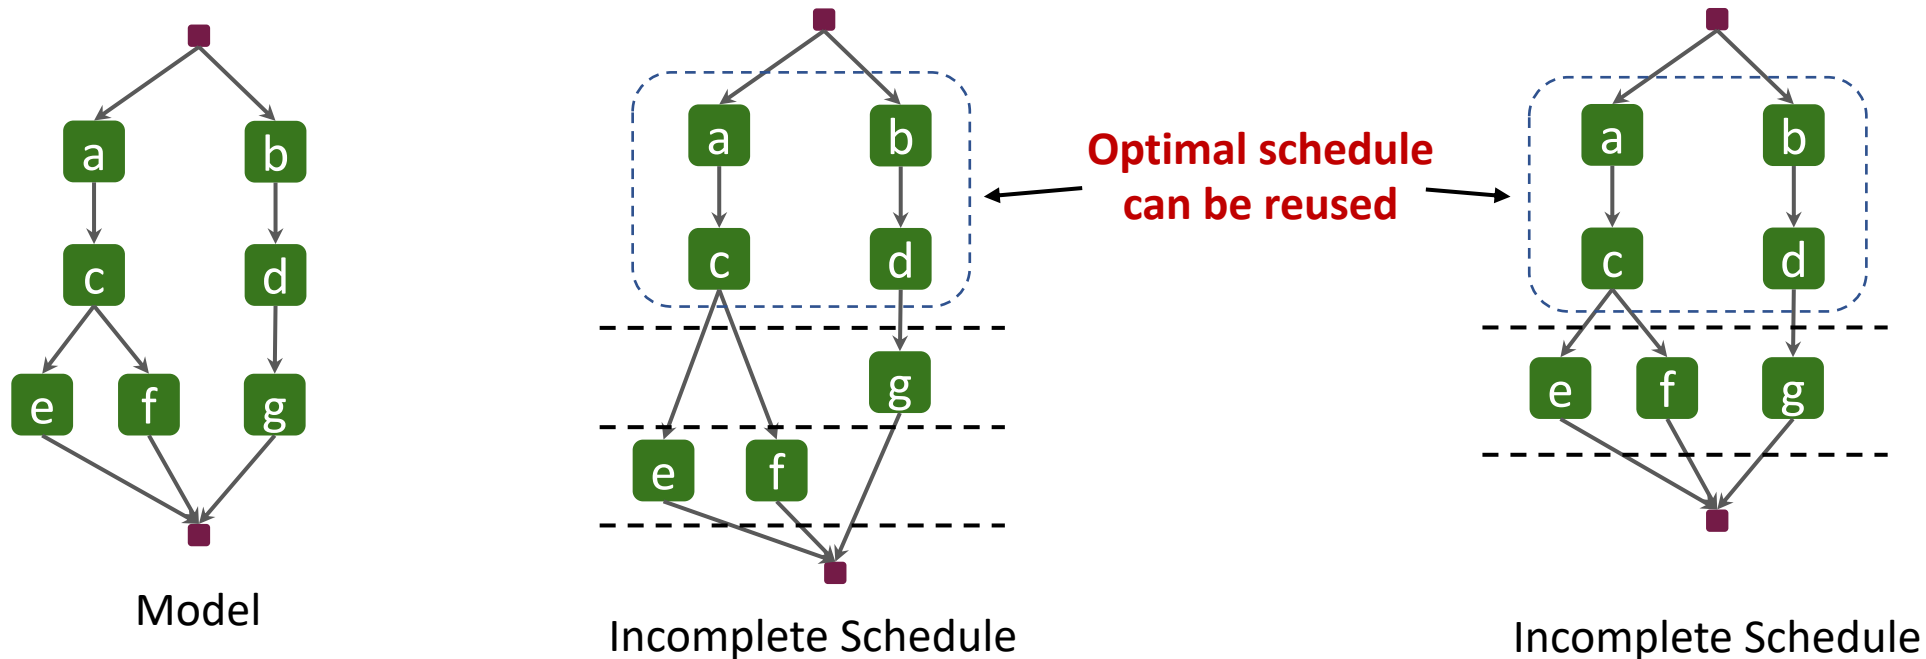 a
b
c
d
e
f
g
Model
a
b
c
d
g
e
f
Incomplete Schedule
Optimal schedule
can be reused
a
b
c
d
e
f
g
Incomplete Schedule